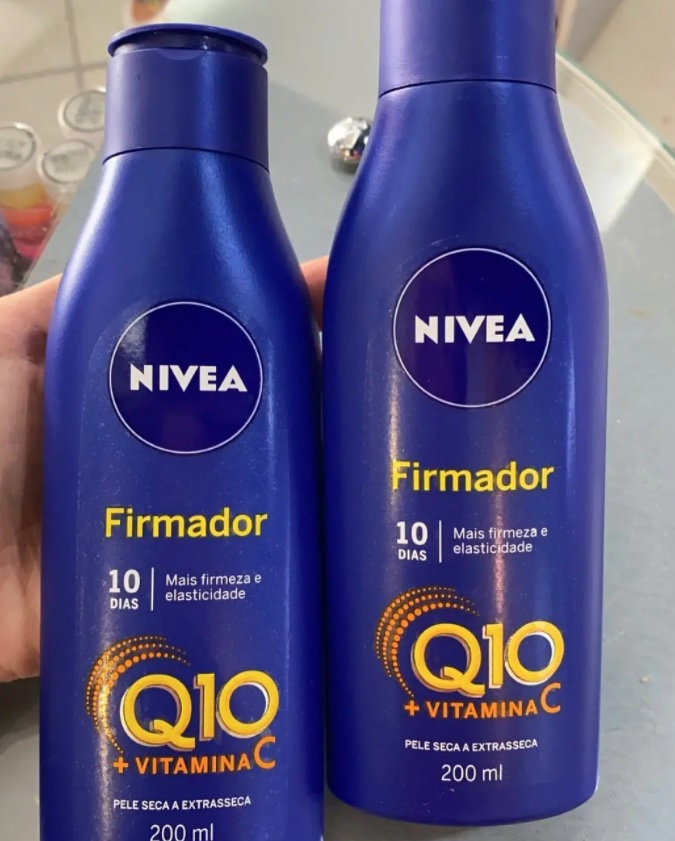 NIVEA
Firmador
10 DIAS
Mais firmeza e
elasticidade
Q10
+ VITAMINA C
PELE SECA A EXTRASSECA
200 ml
NIVEA
Firmador
10 DIAS
Mais firmeza e
elasticidade
Q10
+ VITAMINA C
PELE SECA A EXTRASSECA
200 ml